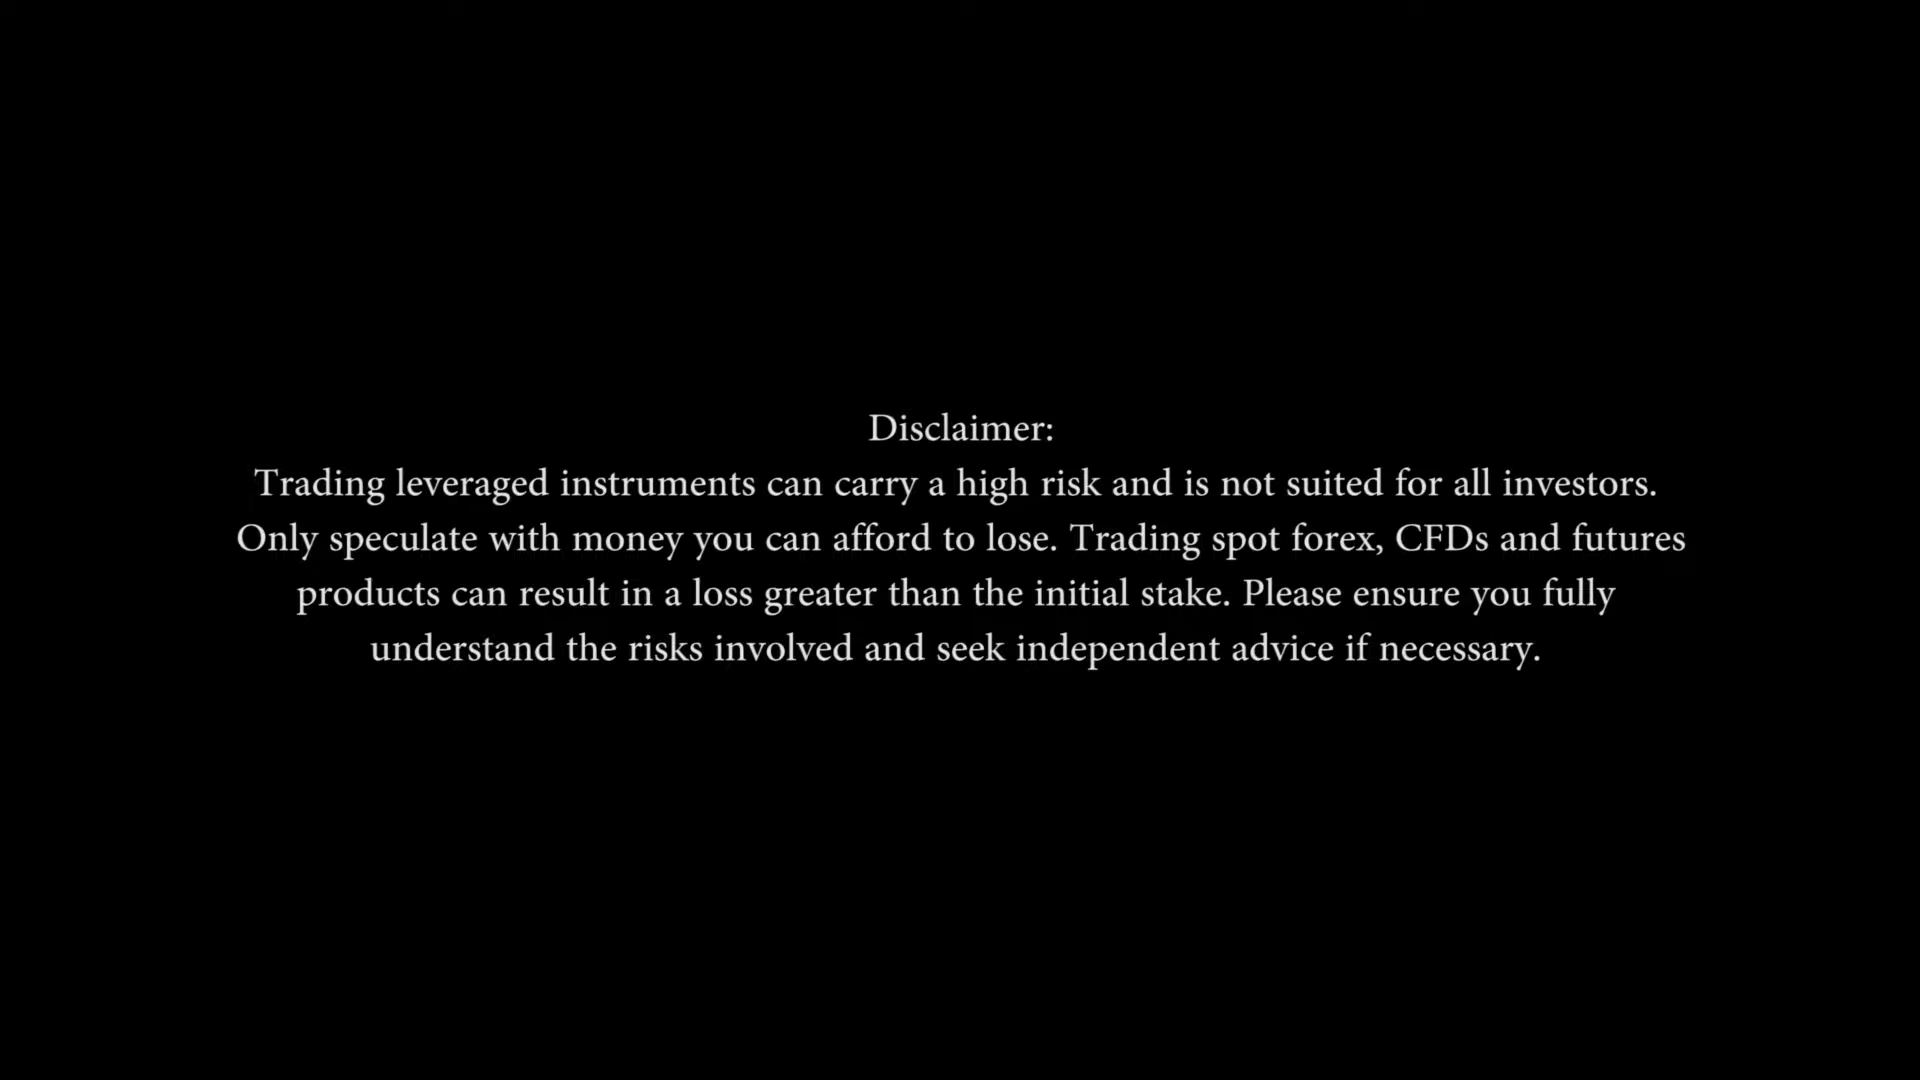 Disclaimer:
Trading leveraged instruments can carry a high risk and is not suited for all investors.
Only speculate with money you can afford to lose. Trading spot forex, CFDs and futures
products can result in a loss greater than the initial stake. Please ensure you fully
understand the risks involved and seek independent advice if necessary.